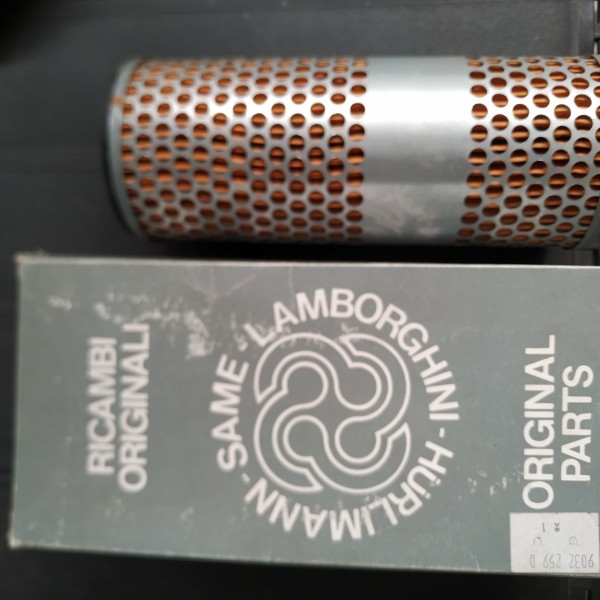 RICAMBI
ORIGINALI
SAME - LAMBORGHINI - HÜRLIMANN -
ORIGINAL
PARTS